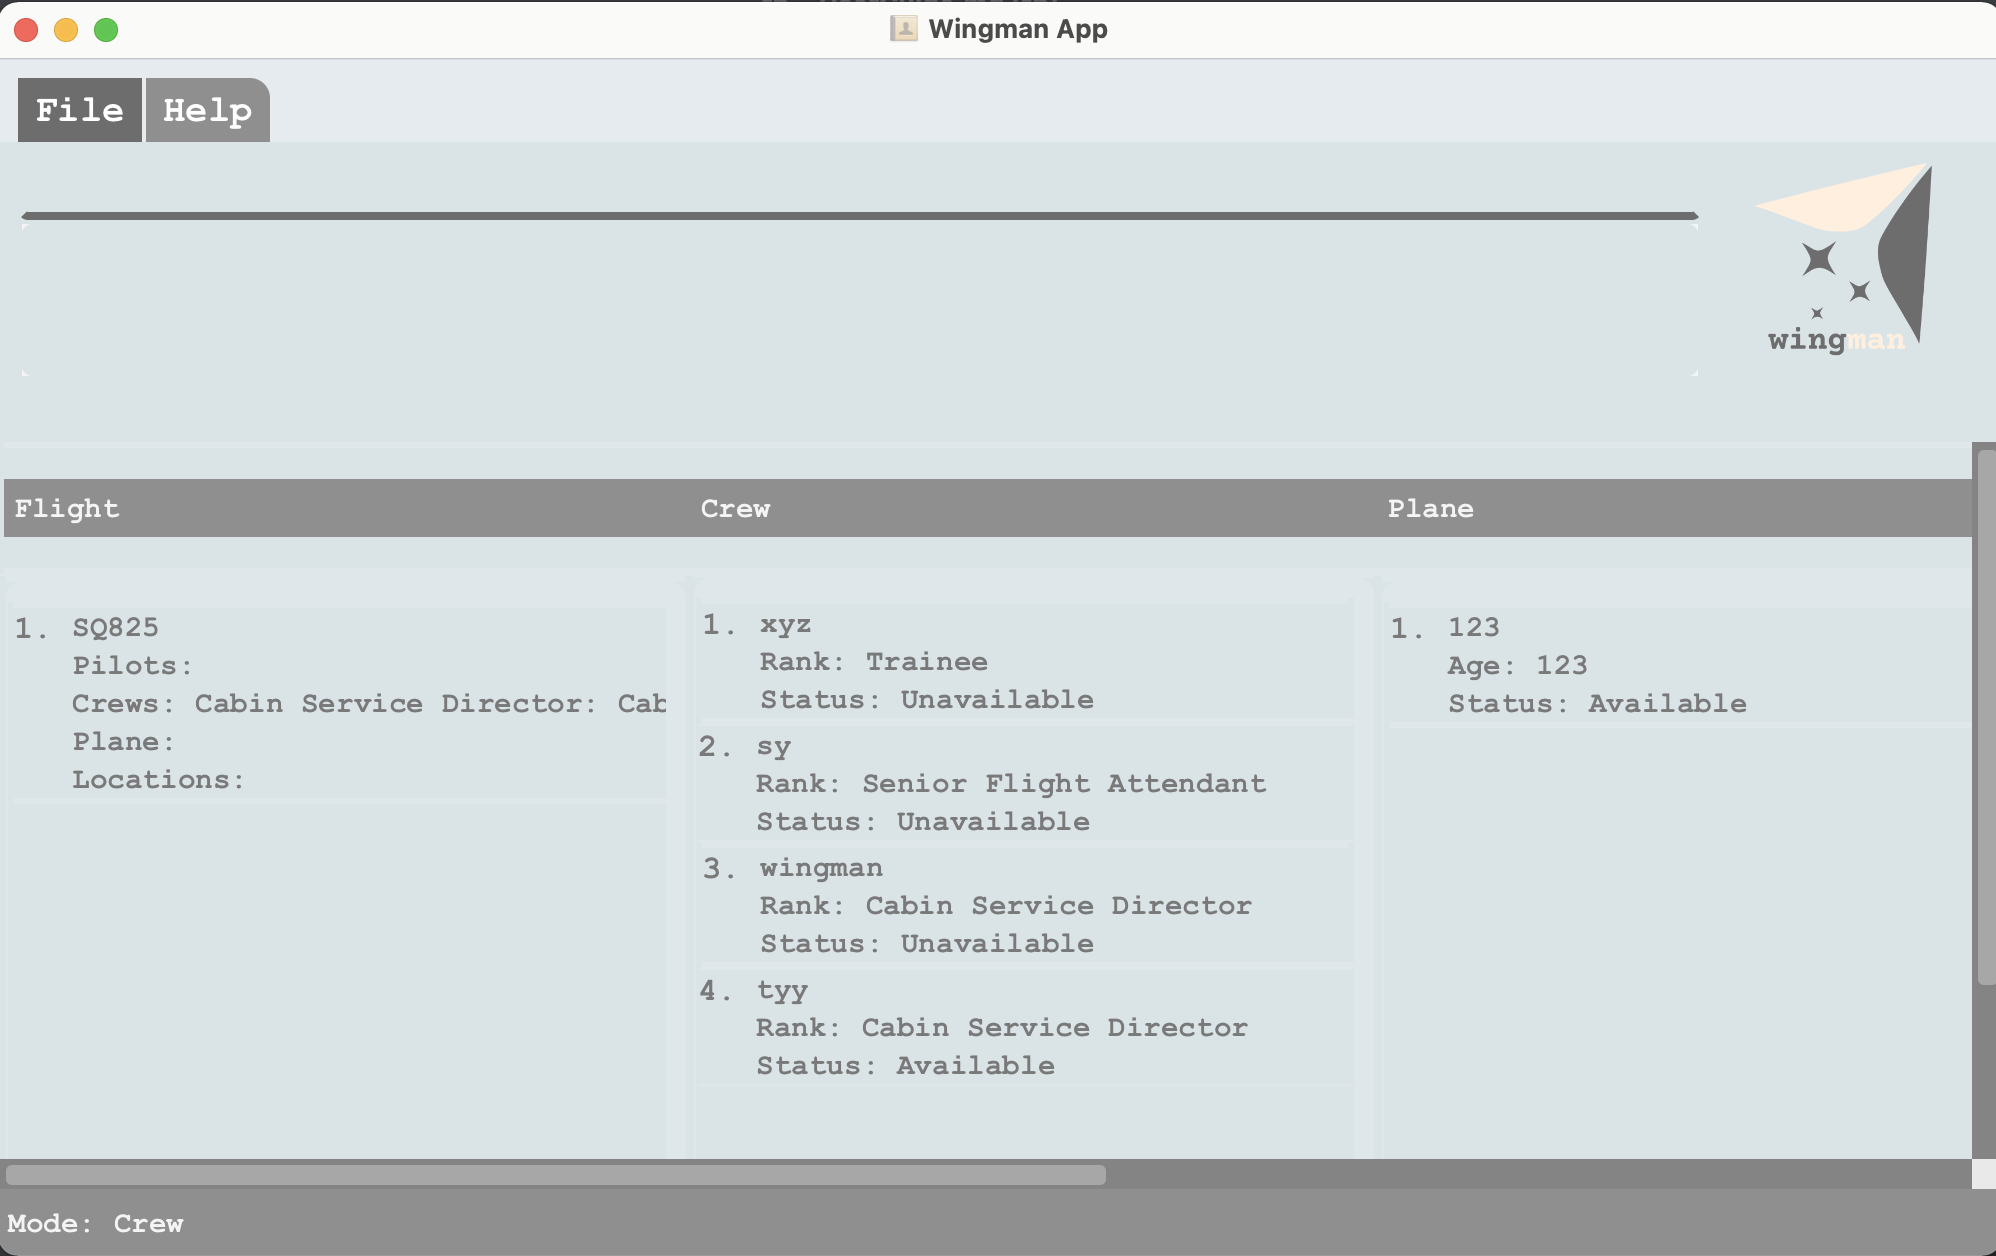 Wingman App
File Help
wingman
Flight Crew Plane
1. SQ825
Pilots:
Crews: Cabin Service Director: Cab
Plane:
Locations:
1. xyz
Rank: Trainee
Status: Unavailable
2. sy
Rank: Senior Flight Attendant
Status: Unavailable
3. wingman
Rank: Cabin Service Director
Status: Unavailable
4. tyy
Rank: Cabin Service Director
Status: Available
1. 123
Age: 123
Status: Available
Mode: Crew